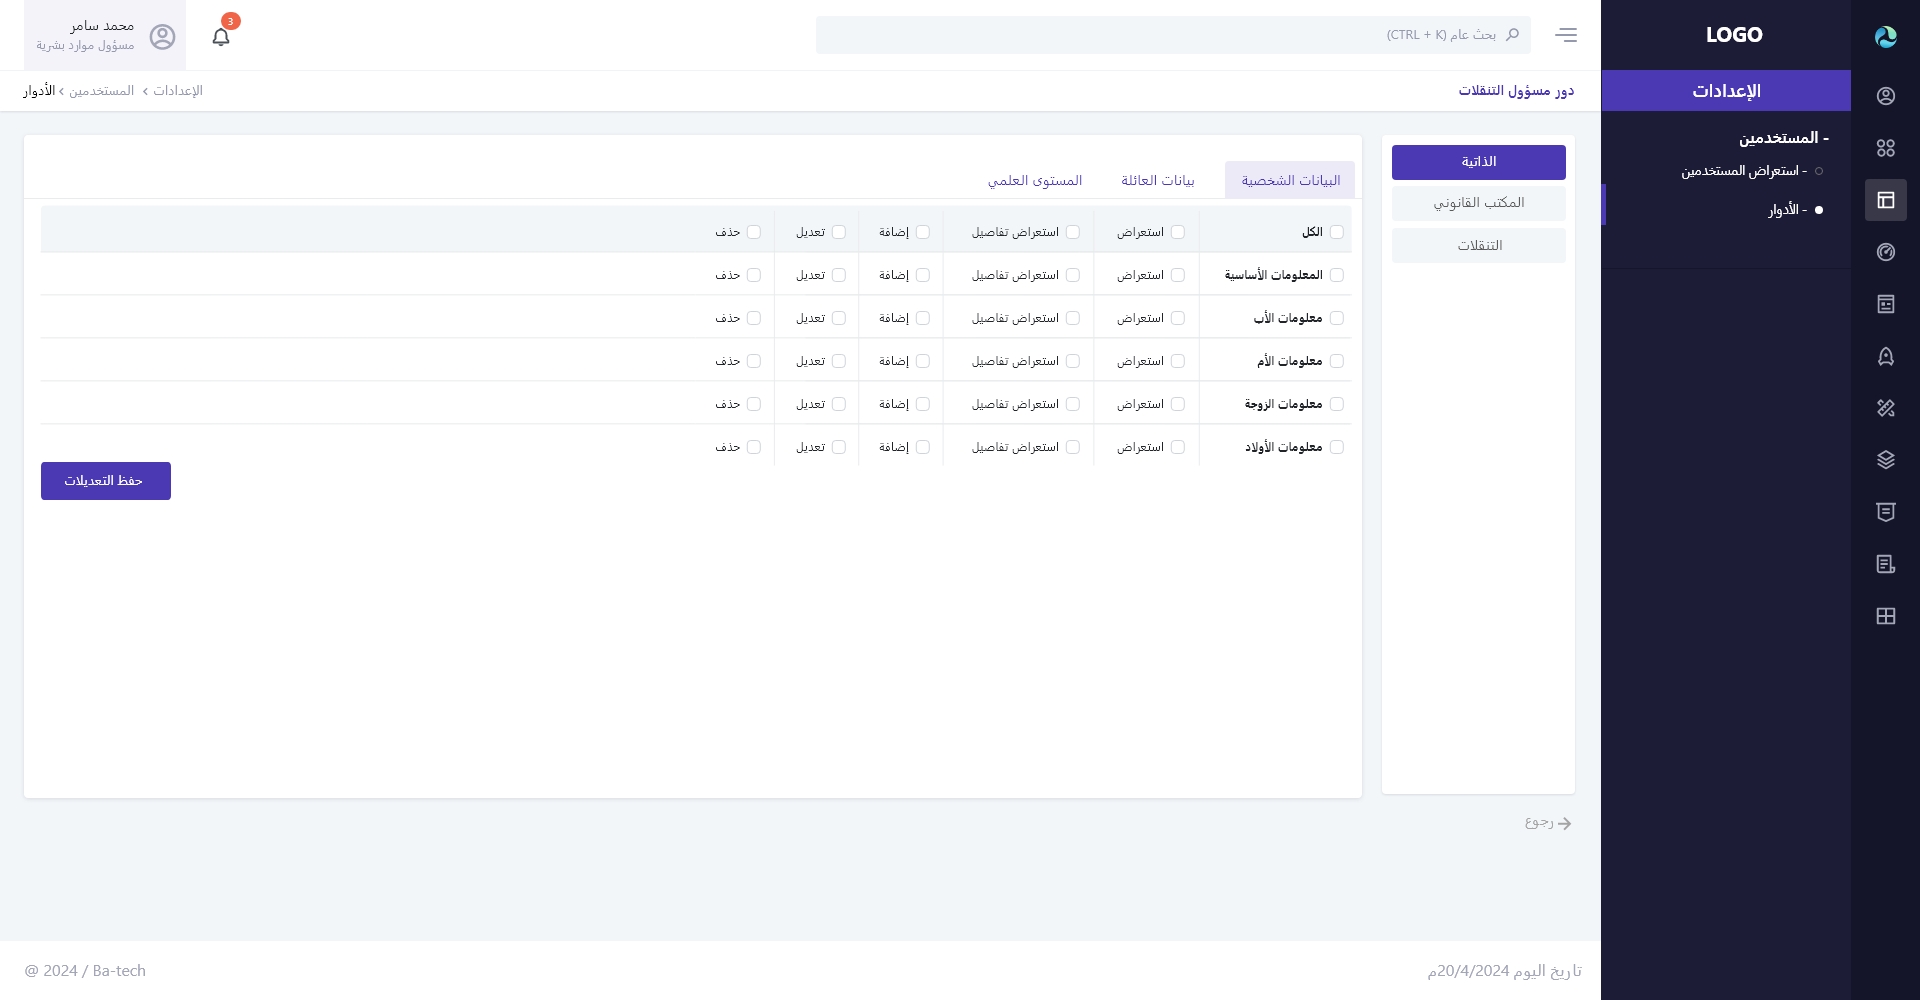 LOGO
بحث عام (CTRL + K)
3
محمد سامر
مسؤول موارد بشرية
الإعدادات
دور مسؤول التنقلات
الإعدادات › المستخدمين › الأدوار
- المستخدمين
- استعراض المستخدمين
- الأدوار
الذاتية
المكتب القانوني
التنقلات
البيانات الشخصية بيانات العائلة المستوى العلمي
الكل استعراض استعراض تفاصيل إضافة تعديل حذف
المعلومات الأساسية استعراض استعراض تفاصيل إضافة تعديل حذف
معلومات الأب استعراض استعراض تفاصيل إضافة تعديل حذف
معلومات الأم استعراض استعراض تفاصيل إضافة تعديل حذف
معلومات الزوجة استعراض استعراض تفاصيل إضافة تعديل حذف
معلومات الأولاد استعراض استعراض تفاصيل إضافة تعديل حذف
حفظ التعديلات
رجوع
تاريخ اليوم 20/4/2024م
@ 2024 / Ba-tech